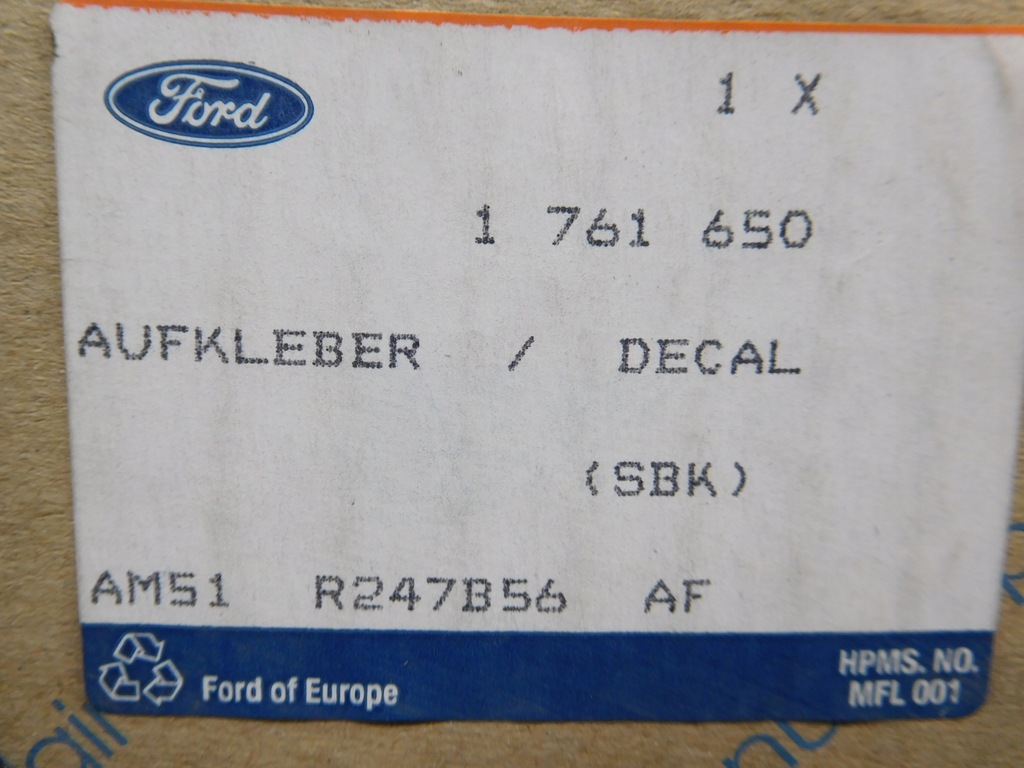 Ford
1 X
1 761 650
AUFKLEBER / DECAL
(SBK)
AM51 R247B56 AF
Ford of Europe
HPMS. NO.
MFL 001